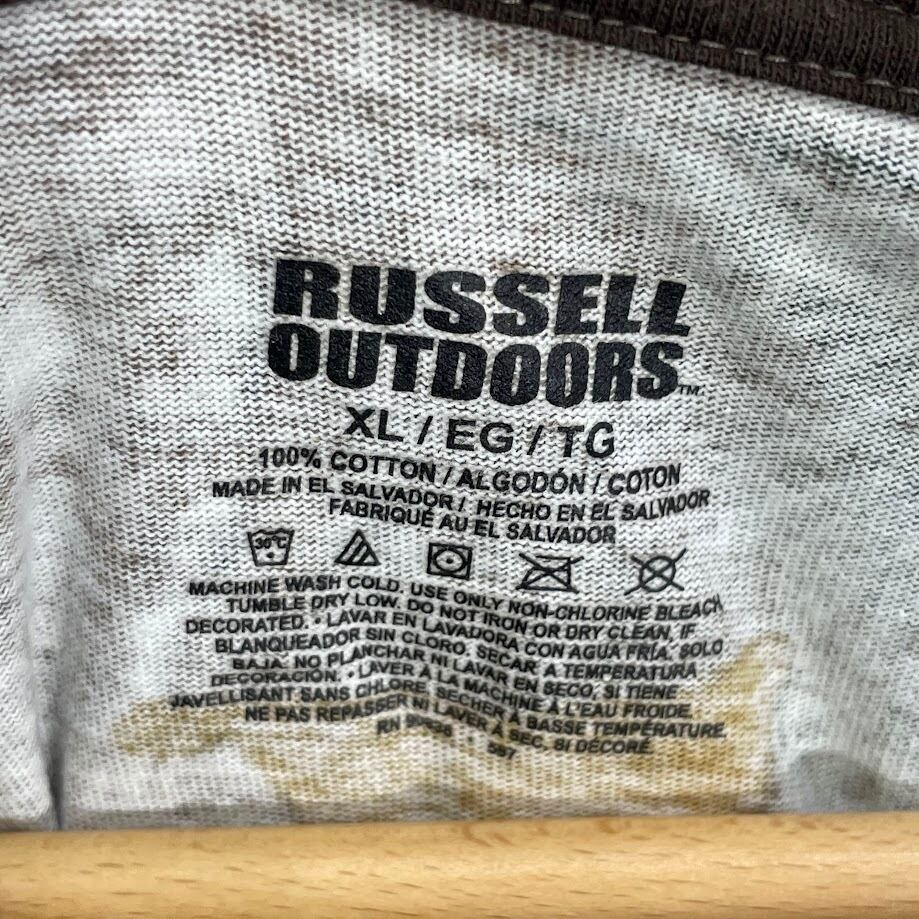 RUSSELL
OUTDOORS™
XL / EG / TG
100% COTTON / ALGODÓN / COTON
MADE IN EL SALVADOR / HECHO EN EL SALVADOR
FABRIQUÉ AU EL SALVADOR
30°C
MACHINE WASH COLD. USE ONLY NON-CHLORINE BLEACH
TUMBLE DRY LOW. DO NOT IRON OR DRY CLEAN, IF
DECORATED. • LAVAR EN LAVADORA CON AGUA FRÍA. SOLO
BLANQUEADOR SIN CLORO. SECAR A TEMPERATURA
BAJA. NO PLANCHAR NI LAVAR EN SECO, SI TIENE
DECORACIÓN. • LAVER À LA MACHINE À L'EAU FROIDE,
JAVELLISANT SANS CHLORE, SECHER À BASSE TEMPÉRATURE,
NE PAS REPASSER NI LAVER À SEC, SI DÉCORÉ.
RN • 587